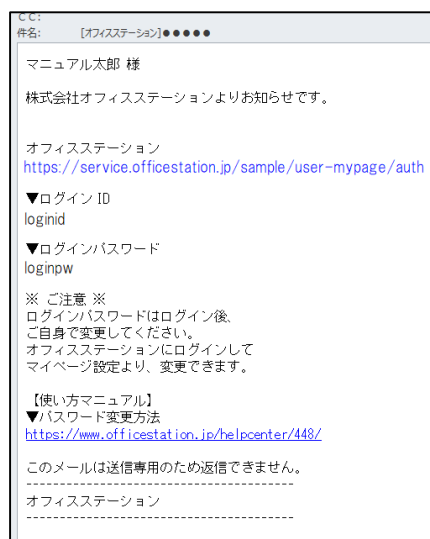 CC:
件名: [オフィスステーション]●●●●●
マニュアル太郎 様
株式会社オフィスステーションよりお知らせです。
オフィスステーション
https://service.officestation.jp/sample/user-mypage/auth
▼ログイン ID
loginid
▼ログインパスワード
loginpw
※ ご注意 ※
ログインパスワードはログイン後、
ご自身で変更してください。
オフィスステーションにログインして
マイページ設定より、変更できます。
【使い方マニュアル】
▼パスワード変更方法
https://www.officestation.jp/helpcenter/448/
このメールは送信専用のため返信できません。
--------------------------------------
オフィスステーション
--------------------------------------